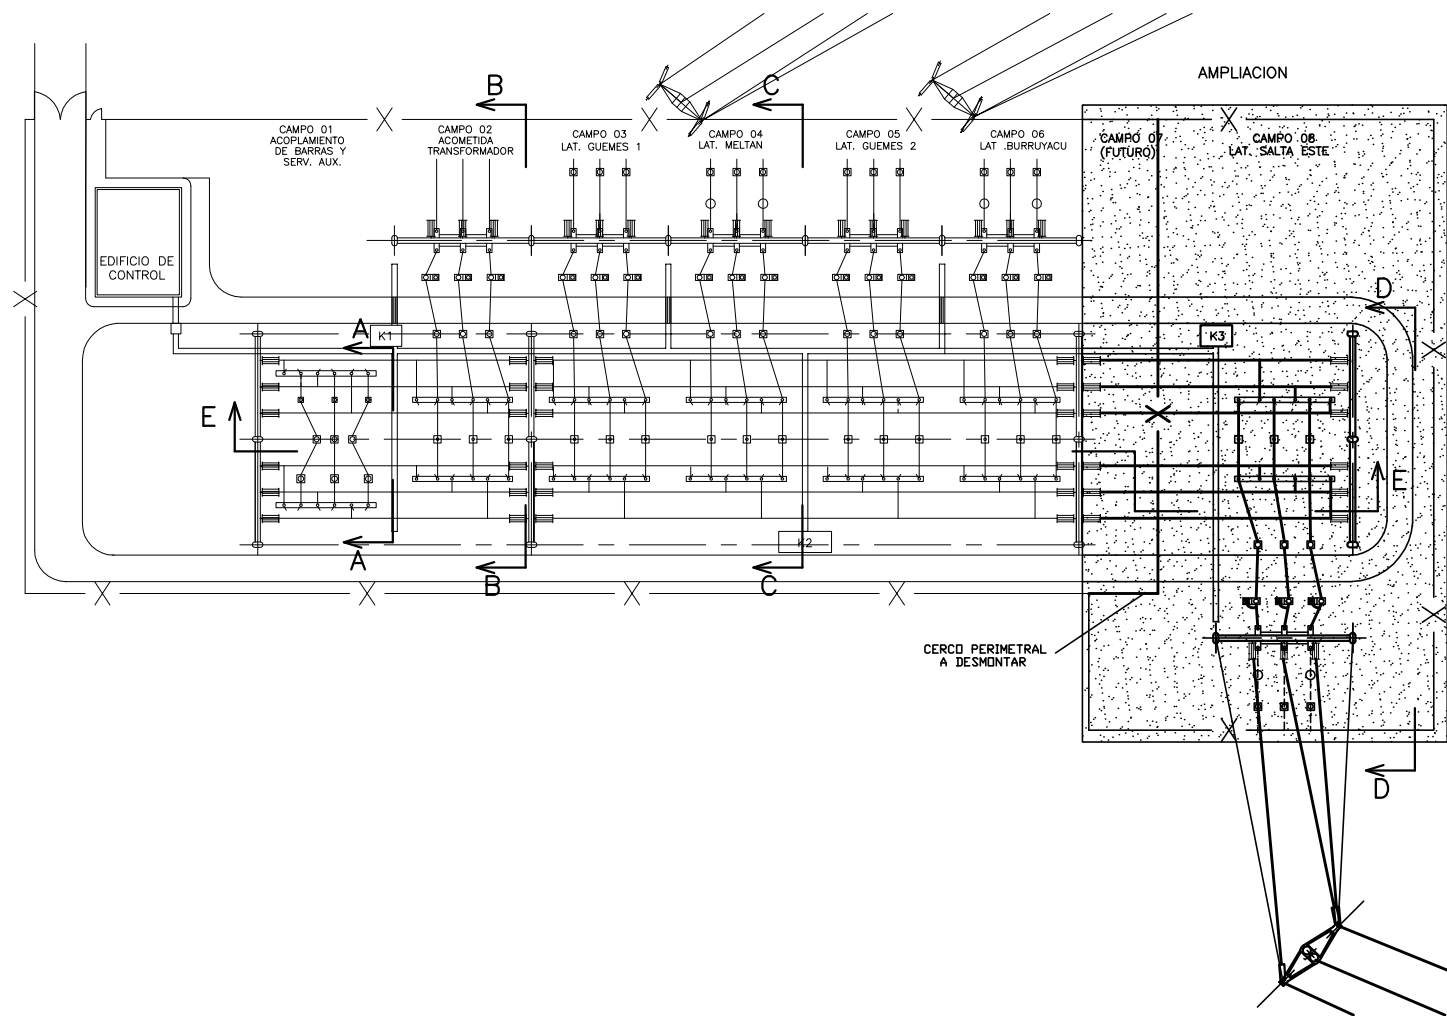 AMPLIACION
B
C
CAMPO 01
ACOPLAMIENTO
DE BARRAS Y
SERV. AUX.
CAMPO 02
ACOMETIDA
TRANSFORMADOR
CAMPO 03
LAT. GUEMES 1
CAMPO 04
LAT. MELTAN
CAMPO 05
LAT. GUEMES 2
CAMPO 06
LAT .BURRUYACU
CAMPO 07
(FUTURO)
CAMPO 08
LAT. SALTA ESTE
EDIFICIO DE
CONTROL
D
A
K1
K3
E
E
K2
A
B
C
CERCO PERIMETRAL
A DESMONTAR
D